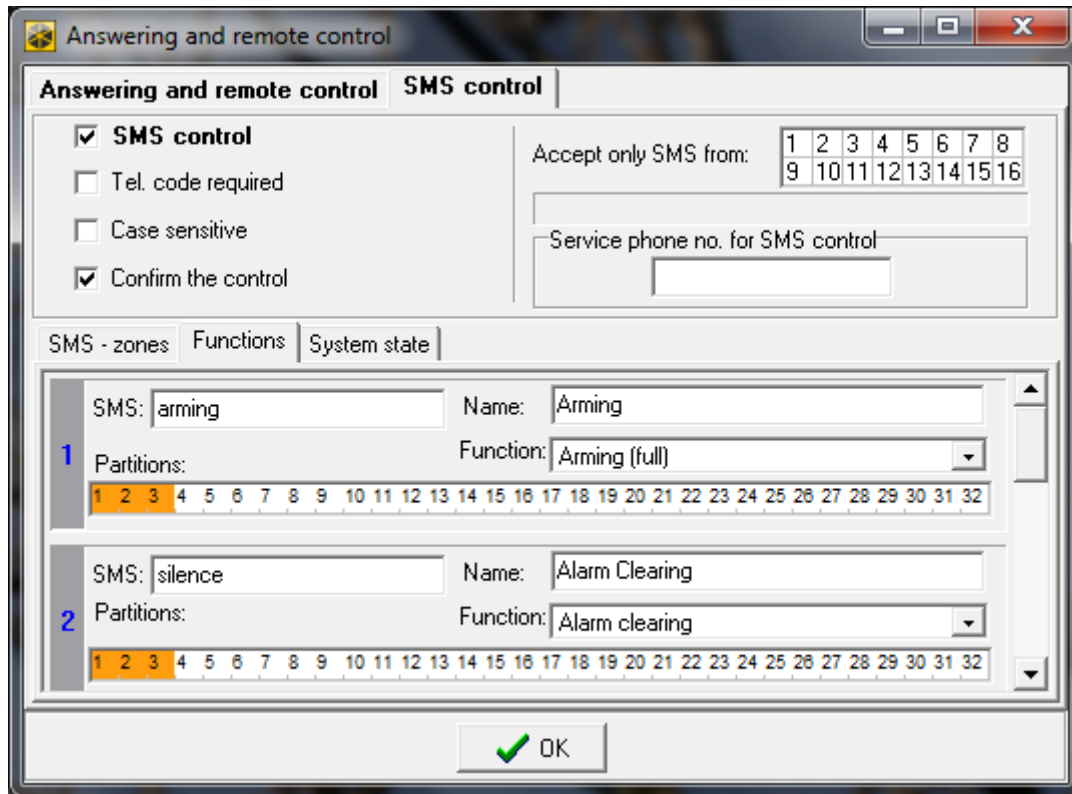 Answering and remote control
Answering and remote control SMS control
SMS control
Tel. code required
Case sensitive
Confirm the control
Accept only SMS from:
1 2 3 4 5 6 7 8
9 10 11 12 13 14 15 16
Service phone no. for SMS control
SMS - zones Functions System state
1
SMS: arming Name: Arming
Partitions: Function: Arming (full)
1 2 3 4 5 6 7 8 9 10 11 12 13 14 15 16 17 18 19 20 21 22 23 24 25 26 27 28 29 30 31 32
2
SMS: silence Name: Alarm Clearing
Partitions: Function: Alarm clearing
1 2 3 4 5 6 7 8 9 10 11 12 13 14 15 16 17 18 19 20 21 22 23 24 25 26 27 28 29 30 31 32
OK